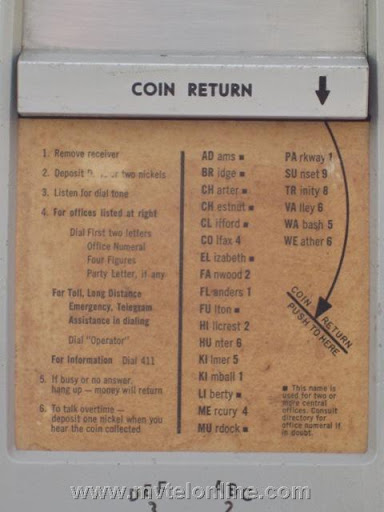 COIN RETURN
1. Remove receiver
2. Deposit two nickels
3. Listen for dial tone
4. For offices listed at right
Dial First two letters
Office Numeral
Four Figures
Party Letter, if any
For Toll, Long Distance
Emergency, Telegram
Assistance in dialing
Dial "Operator"
For Information Dial 411
5. If busy or no answer,
hang up — money will return
6. To talk overtime —
deposit one nickel when you
hear the coin collected
AD ams ■
BR idge ■
CH arter ■
CH estnut ■
CL ifford ■
CO lfax 4
EL izabeth ■
FA nwood 2
FL anders 1
FU lton ■
HI llcrest 2
HU nter 6
KI lmer 5
KI mball 1
LI berty ■
ME rcury 4
MU rdock ■
PA rkway 1
SU nset 9
TR inity 8
VA lley 6
WA bash 5
WE ather 6
COIN RETURN
PUSH TO HERE
■ This name is
used for two or
more central
offices. Consult
directory for
office numeral if
in doubt.
DEF ABC
3 2
www.mytelonline.com